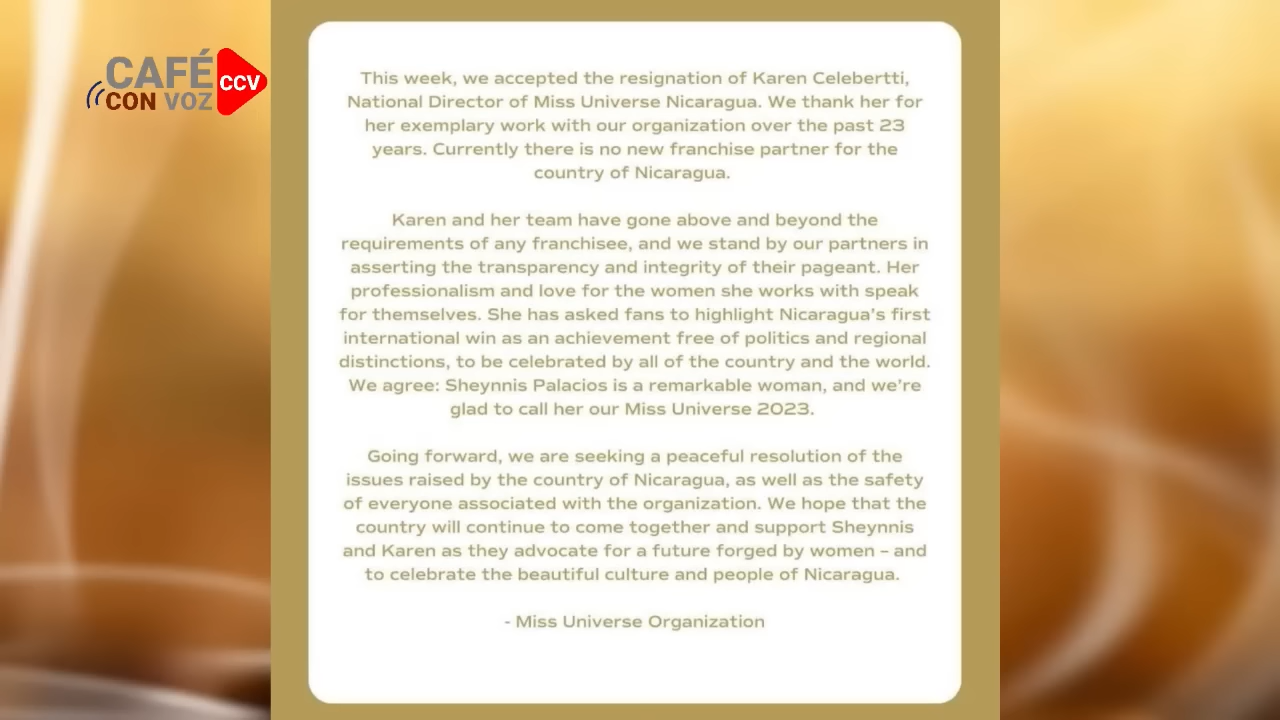 CAFÉ
CON VOZ
CCV
This week, we accepted the resignation of Karen Celebertti,
National Director of Miss Universe Nicaragua. We thank her for
her exemplary work with our organization over the past 23
years. Currently there is no new franchise partner for the
country of Nicaragua.
Karen and her team have gone above and beyond the
requirements of any franchisee, and we stand by our partners in
asserting the transparency and integrity of their pageant. Her
professionalism and love for the women she works with speak
for themselves. She has asked fans to highlight Nicaragua's first
international win as an achievement free of politics and regional
distinctions, to be celebrated by all of the country and the world.
We agree: Sheynnis Palacios is a remarkable woman, and we're
glad to call her our Miss Universe 2023.
Going forward, we are seeking a peaceful resolution of the
issues raised by the country of Nicaragua, as well as the safety
of everyone associated with the organization. We hope that the
country will continue to come together and support Sheynnis
and Karen as they advocate for a future forged by women – and
to celebrate the beautiful culture and people of Nicaragua.
- Miss Universe Organization